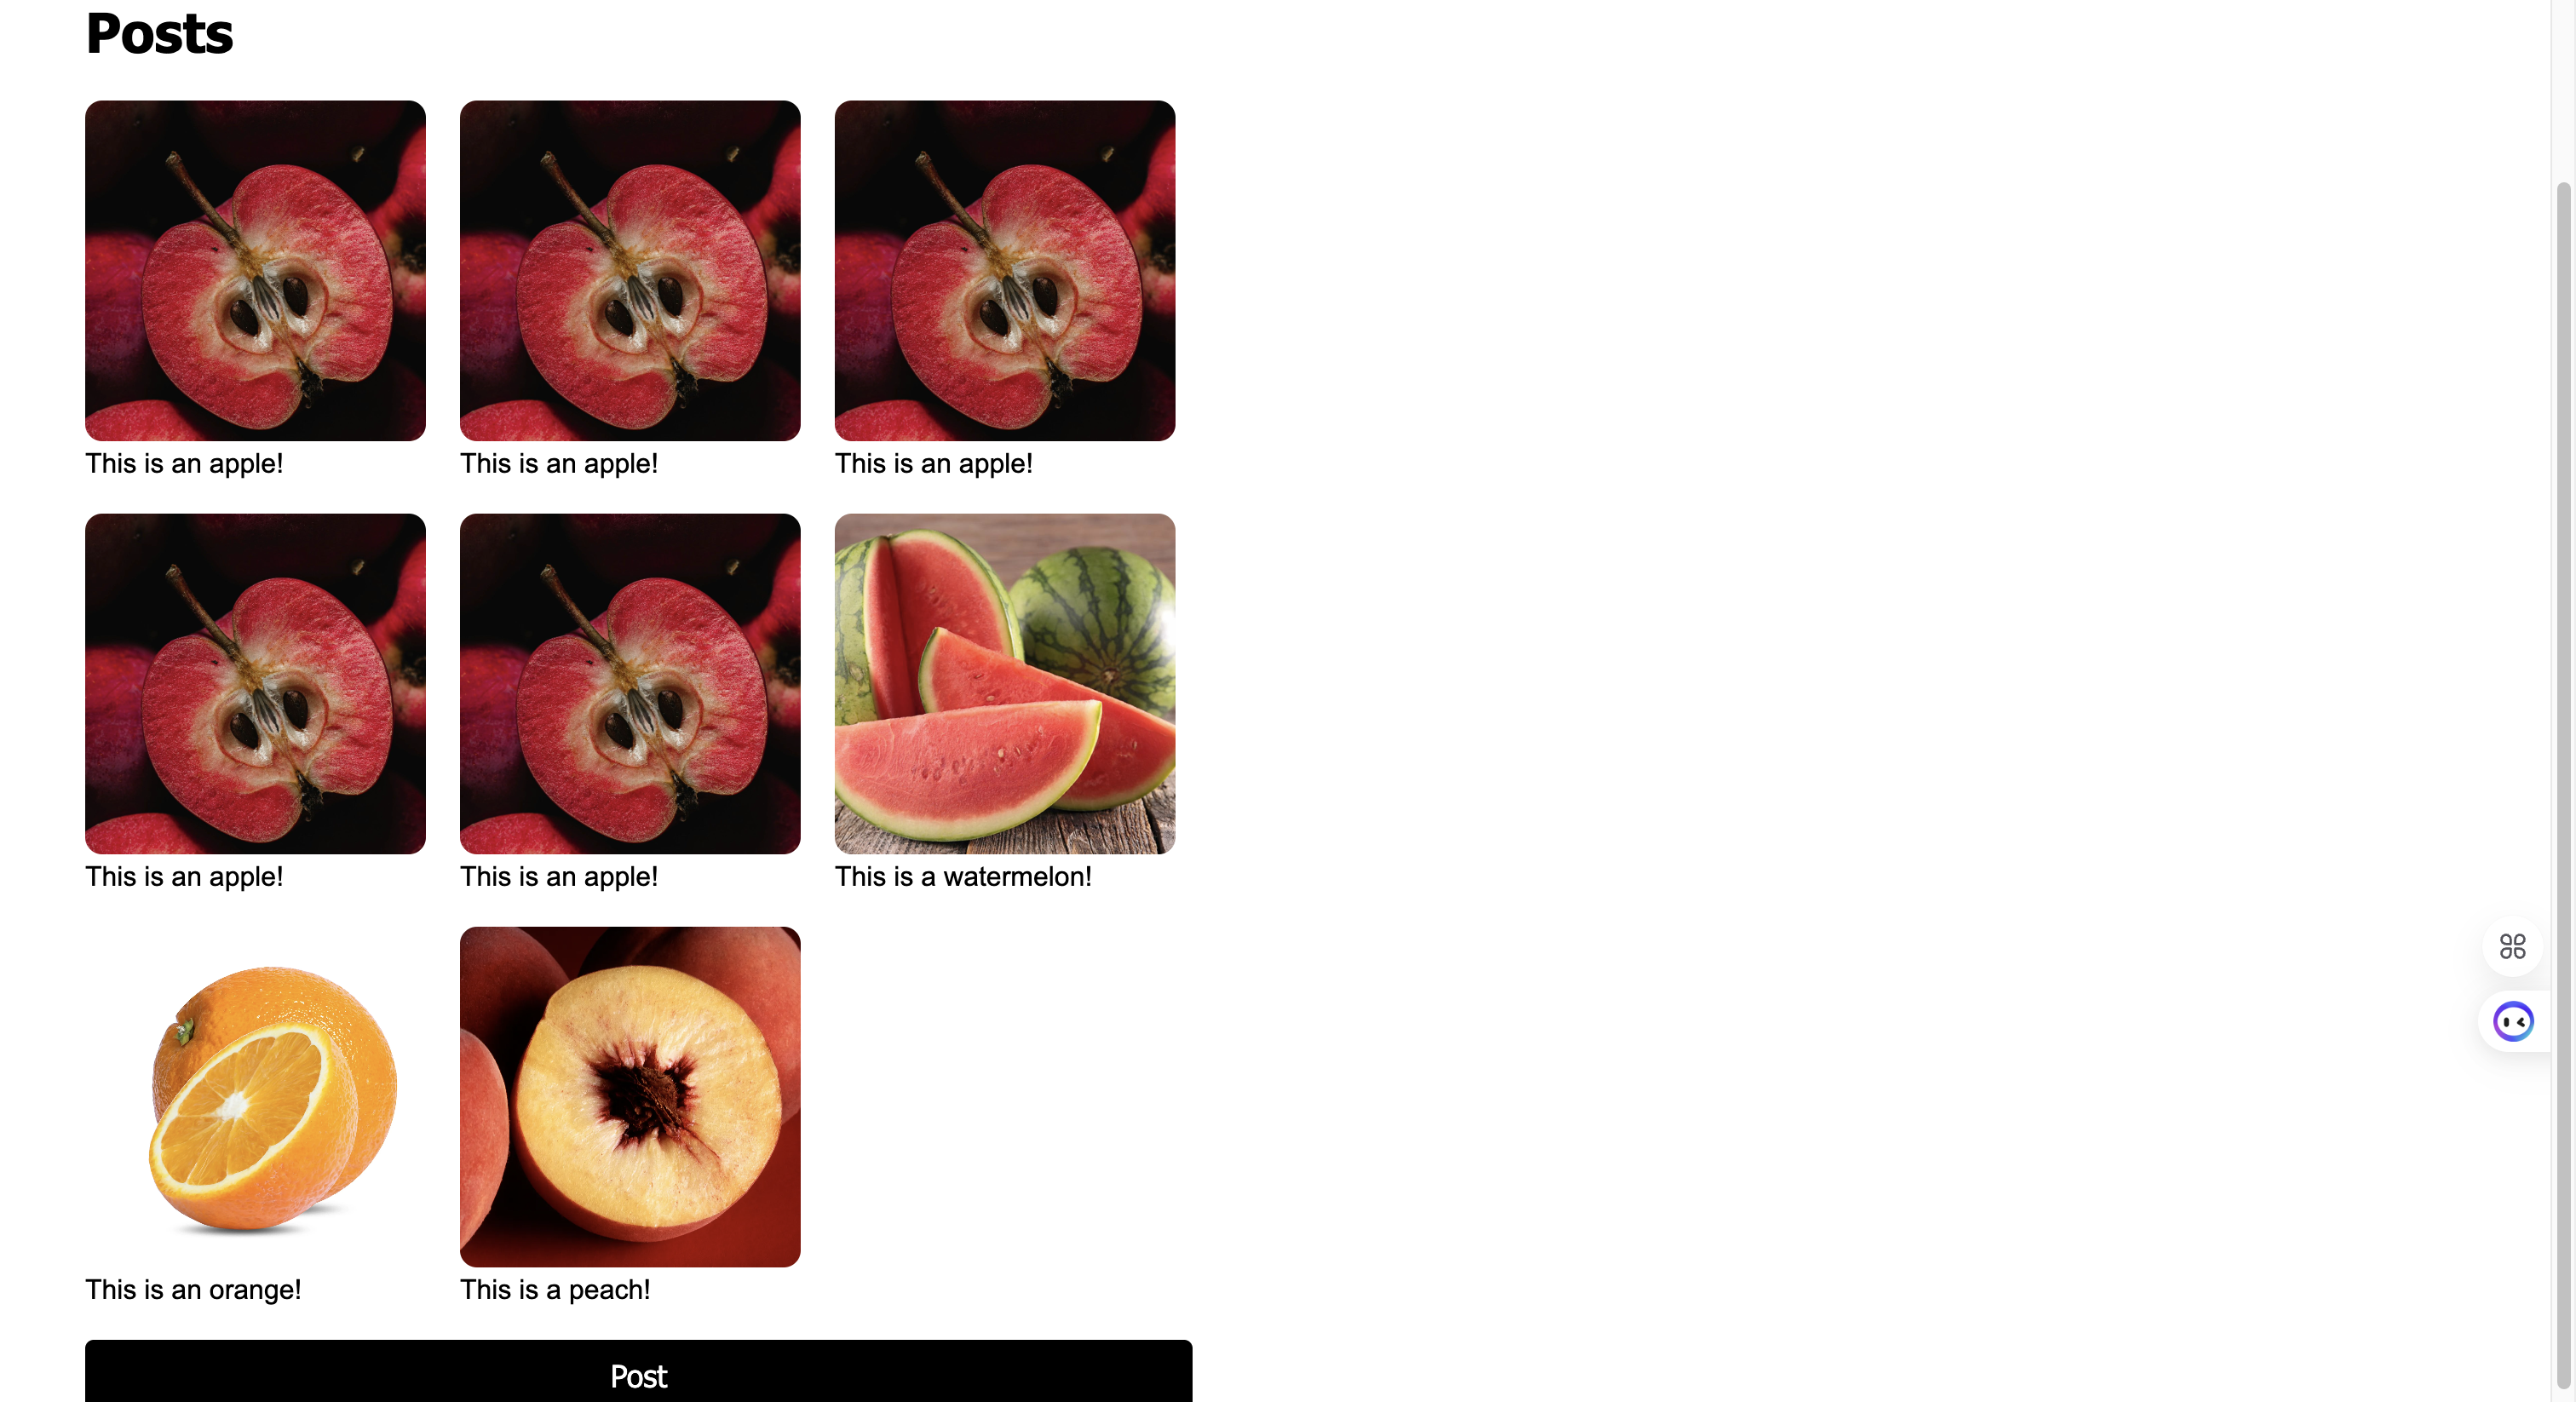 Posts
This is an apple!
This is an apple!
This is an apple!
This is an apple!
This is an apple!
This is a watermelon!
This is an orange!
This is a peach!
Post